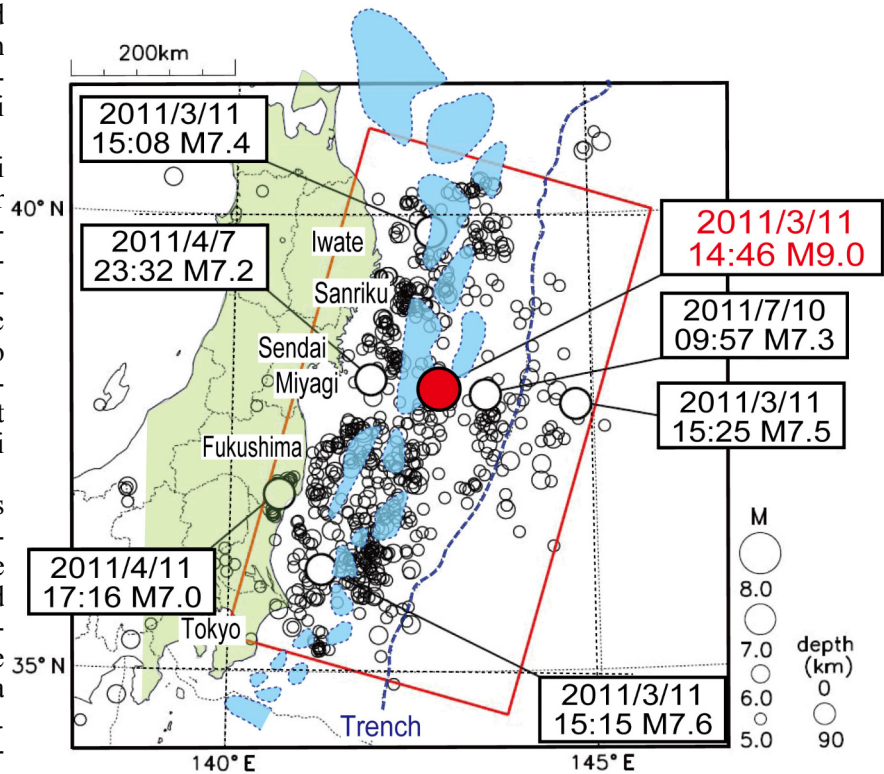 200km
2011/3/11
15:08 M7.4
40° N
2011/4/7
23:32 M7.2
Iwate
Sanriku
Sendai
Miyagi
Fukushima
2011/3/11
14:46 M9.0
2011/7/10
09:57 M7.3
2011/3/11
15:25 M7.5
2011/4/11
17:16 M7.0
Tokyo
35° N
2011/3/11
15:15 M7.6
Trench
140°E
145°E
M
8.0
7.0
6.0
5.0
depth
(km)
0
90